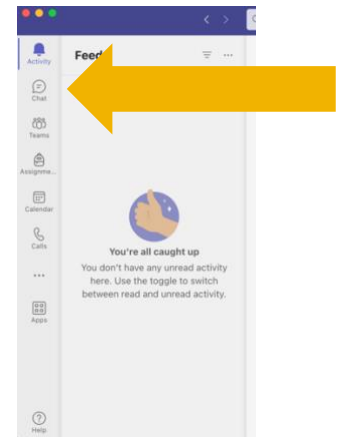 Activity
Feed
...
Chat
Teams
Assignme...
Calendar
Calls
...
Apps
Help
You're all caught up
You don't have any unread activity
here. Use the toggle to switch
between read and unread activity.